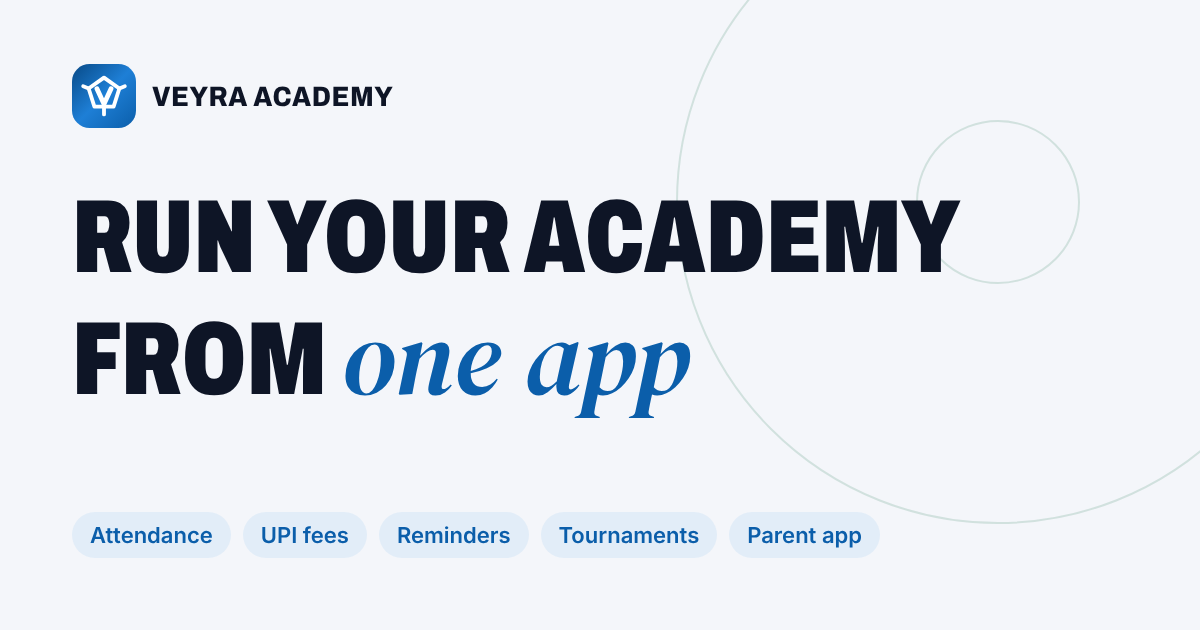 VEYRA ACADEMY
RUN YOUR ACADEMY
FROM one app
Attendance UPI fees Reminders Tournaments Parent app